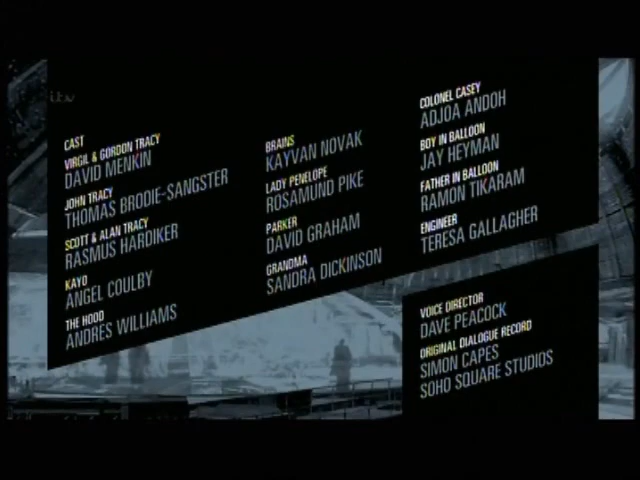 itv
CAST
VIRGIL & GORDON TRACY
DAVID MENKIN
JOHN TRACY
THOMAS BRODIE-SANGSTER
SCOTT & ALAN TRACY
RASMUS HARDIKER
KAYO
ANGEL COULBY
THE HOOD
ANDRES WILLIAMS
BRAINS
KAYVAN NOVAK
LADY PENELOPE
ROSAMUND PIKE
PARKER
DAVID GRAHAM
GRANDMA
SANDRA DICKINSON
COLONEL CASEY
ADJOA ANDOH
BOY IN BALLOON
JAY HEYMAN
FATHER IN BALLOON
RAMON TIKARAM
ENGINEER
TERESA GALLAGHER
VOICE DIRECTOR
DAVE PEACOCK
ORIGINAL DIALOGUE RECORD
SIMON CAPES
SOHO SQUARE STUDIOS